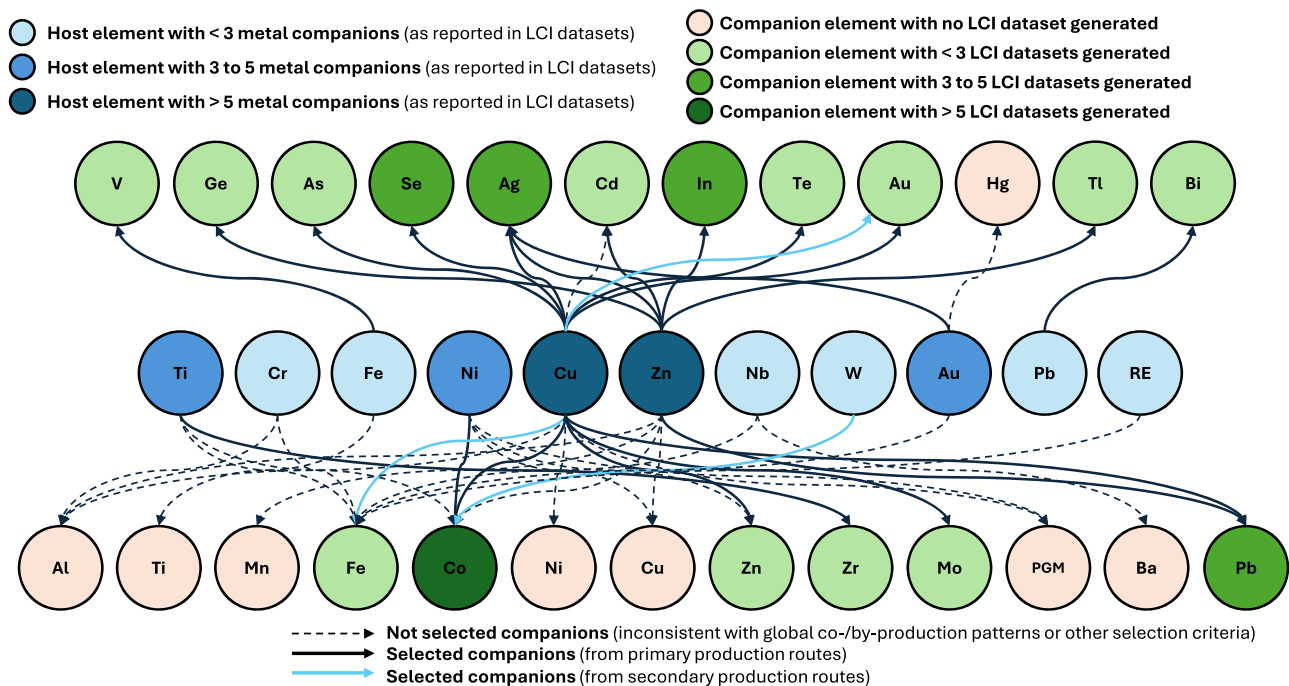 Host element with < 3 metal companions (as reported in LCI datasets)
Host element with 3 to 5 metal companions (as reported in LCI datasets)
Host element with > 5 metal companions (as reported in LCI datasets)
Companion element with no LCI dataset generated
Companion element with < 3 LCI datasets generated
Companion element with 3 to 5 LCI datasets generated
Companion element with > 5 LCI datasets generated
V Ge As Se Ag Cd In Te Au Hg Tl Bi
Ti Cr Fe Ni Cu Zn Nb W Au Pb RE
Al Ti Mn Fe Co Ni Cu Zn Zr Mo PGM Ba Pb
Not selected companions (inconsistent with global co-/by-production patterns or other selection criteria)
Selected companions (from primary production routes)
Selected companions (from secondary production routes)